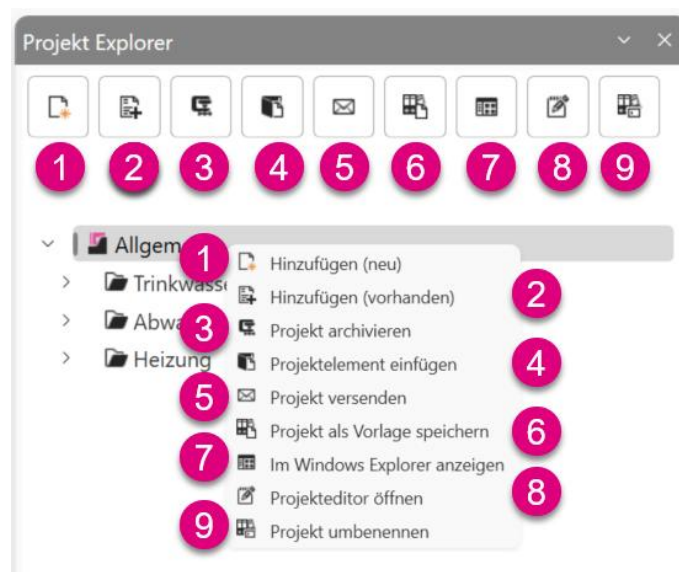 Projekt Explorer
1 2 3 4 5 6 7 8 9
Allgem
1 Hinzufügen (neu)
Trinkwasse
Hinzufügen (vorhanden) 2
Abwa
3 Projekt archivieren
Heizung
Projektelement einfügen 4
5 Projekt versenden
Projekt als Vorlage speichern 6
7 Im Windows Explorer anzeigen
Projekteditor öffnen 8
9 Projekt umbenennen